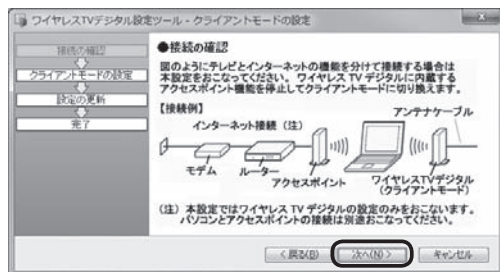 ワイヤレスTVデジタル設定ツール - クライアントモードの設定
接続の確認
クライアントモードの設定
設定の更新
完了
●接続の確認
図のようにテレビとインターネットの機能を分けて接続する場合は
本設定をおこなってください。ワイヤレス TV デジタルに内蔵する
アクセスポイント機能を停止してクライアントモードに切り換えます。
【接続例】
アンテナケーブル
インターネット接続（注）
モデム
ルーター
アクセスポイント
ワイヤレスTVデジタル
(クライアントモード)
（注）本設定ではワイヤレス TV デジタルの設定のみをおこないます。
パソコンとアクセスポイントの接続は別途おこなってください。
< 戻る(B)
次へ(N) >
キャンセル